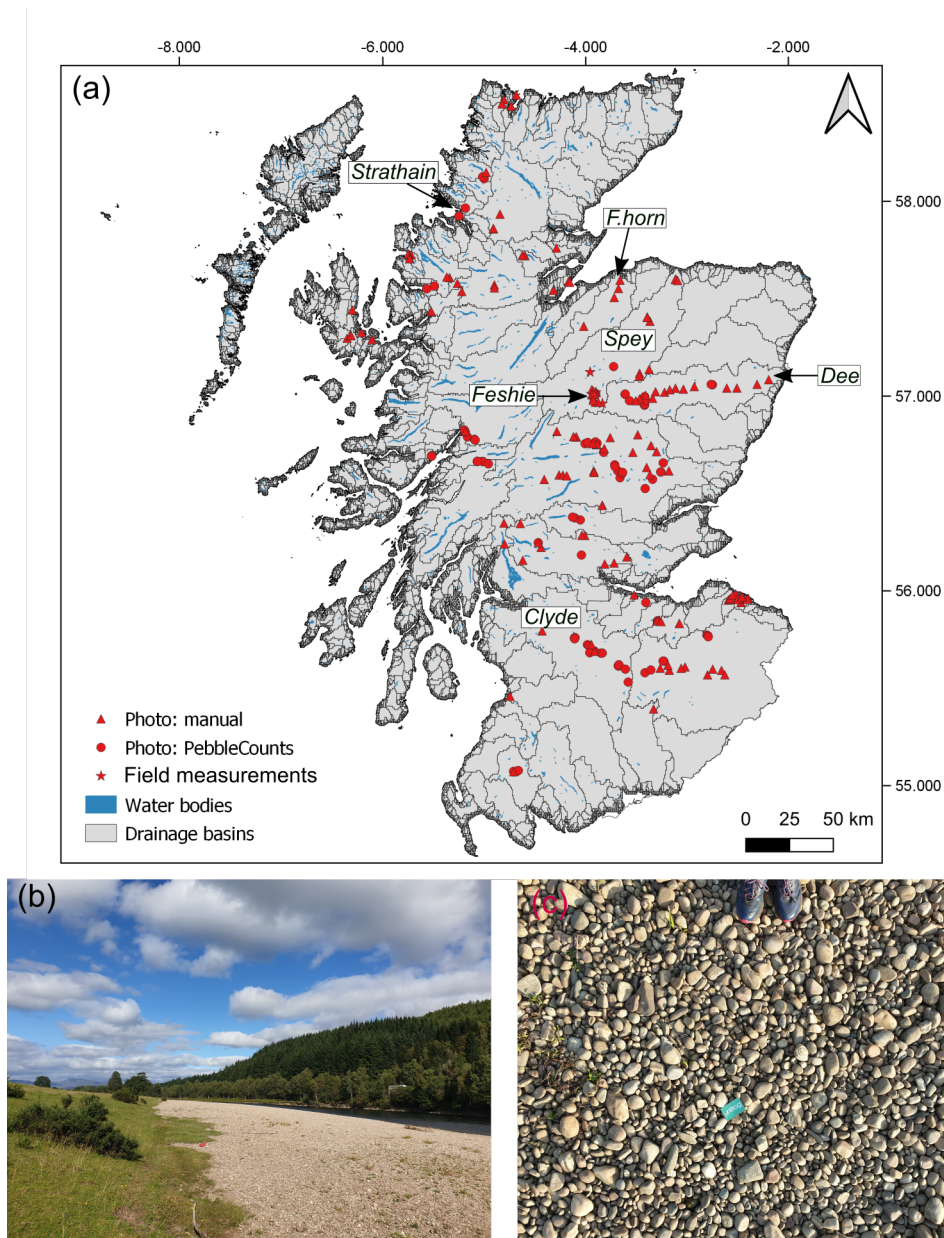 -8.000 -6.000 -4.000 -2.000
(a)
58.000
57.000
56.000
55.000
Strathain
F.horn
Spey
Feshie
Dee
Clyde
Photo: manual
Photo: PebbleCounts
Field measurements
Water bodies
Drainage basins
0 25 50 km
(b)
(c)